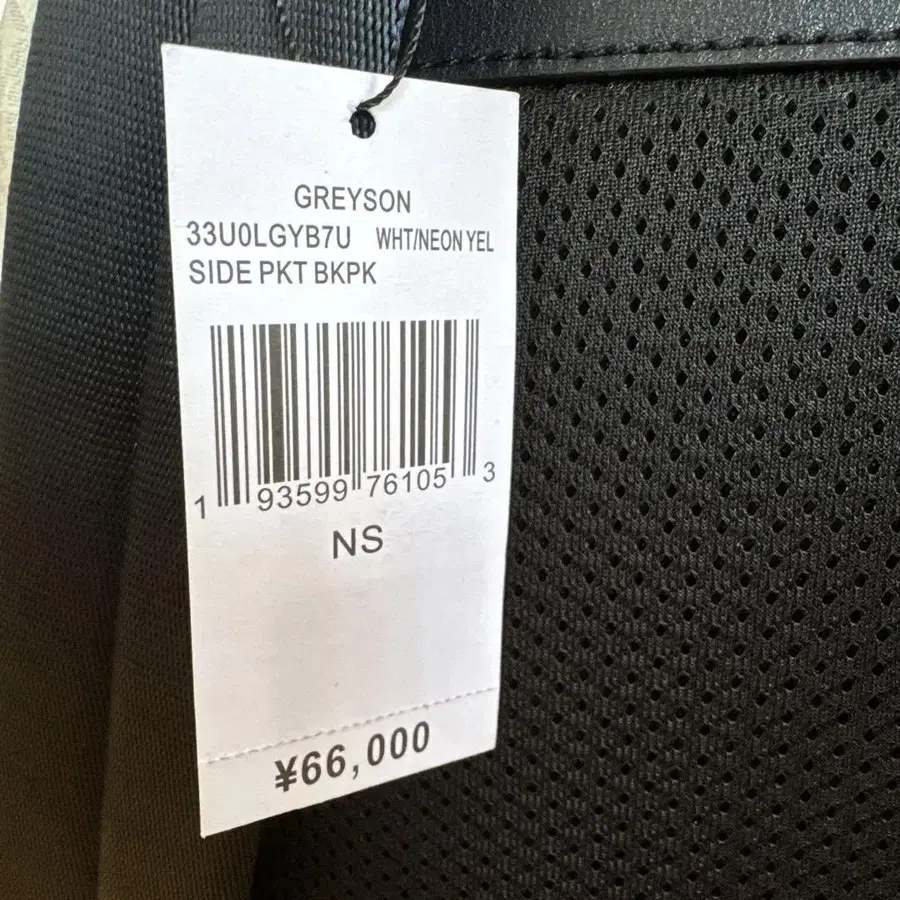 GREYSON
33U0LGYB7U WHT/NEON YEL
SIDE PKT BKPK
1 93599 76105 3
NS
¥66,000